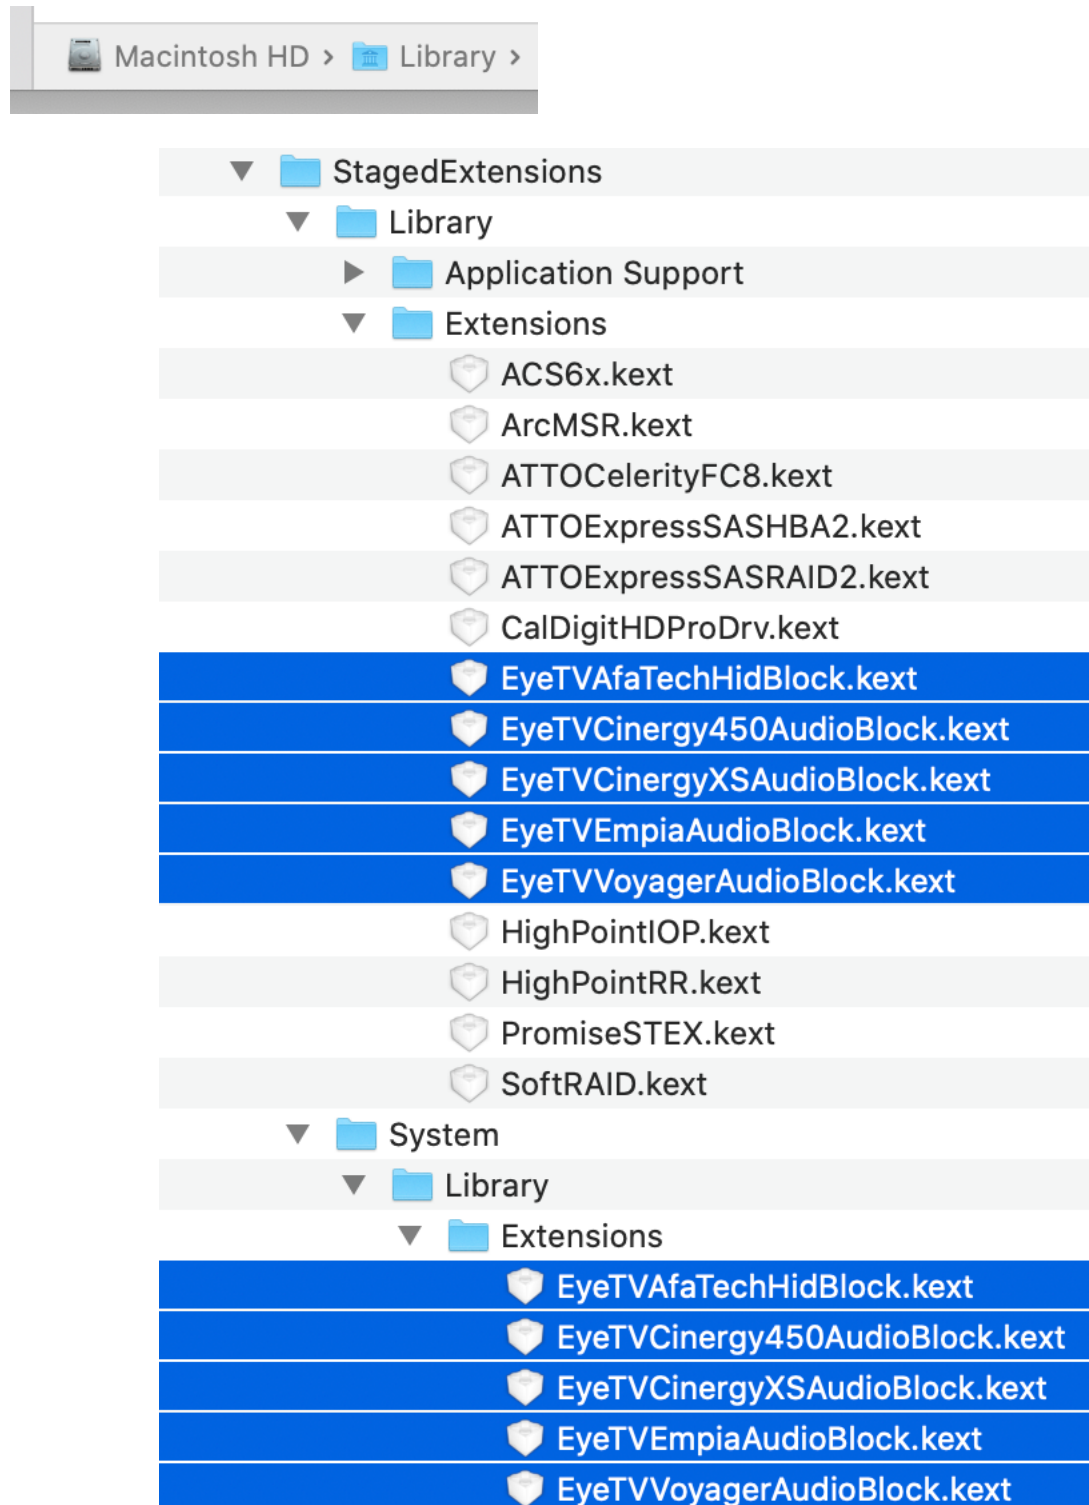 Macintosh HD › Library ›
StagedExtensions
Library
Application Support
Extensions
ACS6x.kext
ArcMSR.kext
ATTOCelerityFC8.kext
ATTOExpressSASHBA2.kext
ATTOExpressSASRAID2.kext
CalDigitHDProDrv.kext
EyeTVAfaTechHidBlock.kext
EyeTVCinergy450AudioBlock.kext
EyeTVCinergyXSAudioBlock.kext
EyeTVEmpiaAudioBlock.kext
EyeTVVoyagerAudioBlock.kext
HighPointIOP.kext
HighPointRR.kext
PromiseSTEX.kext
SoftRAID.kext
System
Library
Extensions
EyeTVAfaTechHidBlock.kext
EyeTVCinergy450AudioBlock.kext
EyeTVCinergyXSAudioBlock.kext
EyeTVEmpiaAudioBlock.kext
EyeTVVoyagerAudioBlock.kext